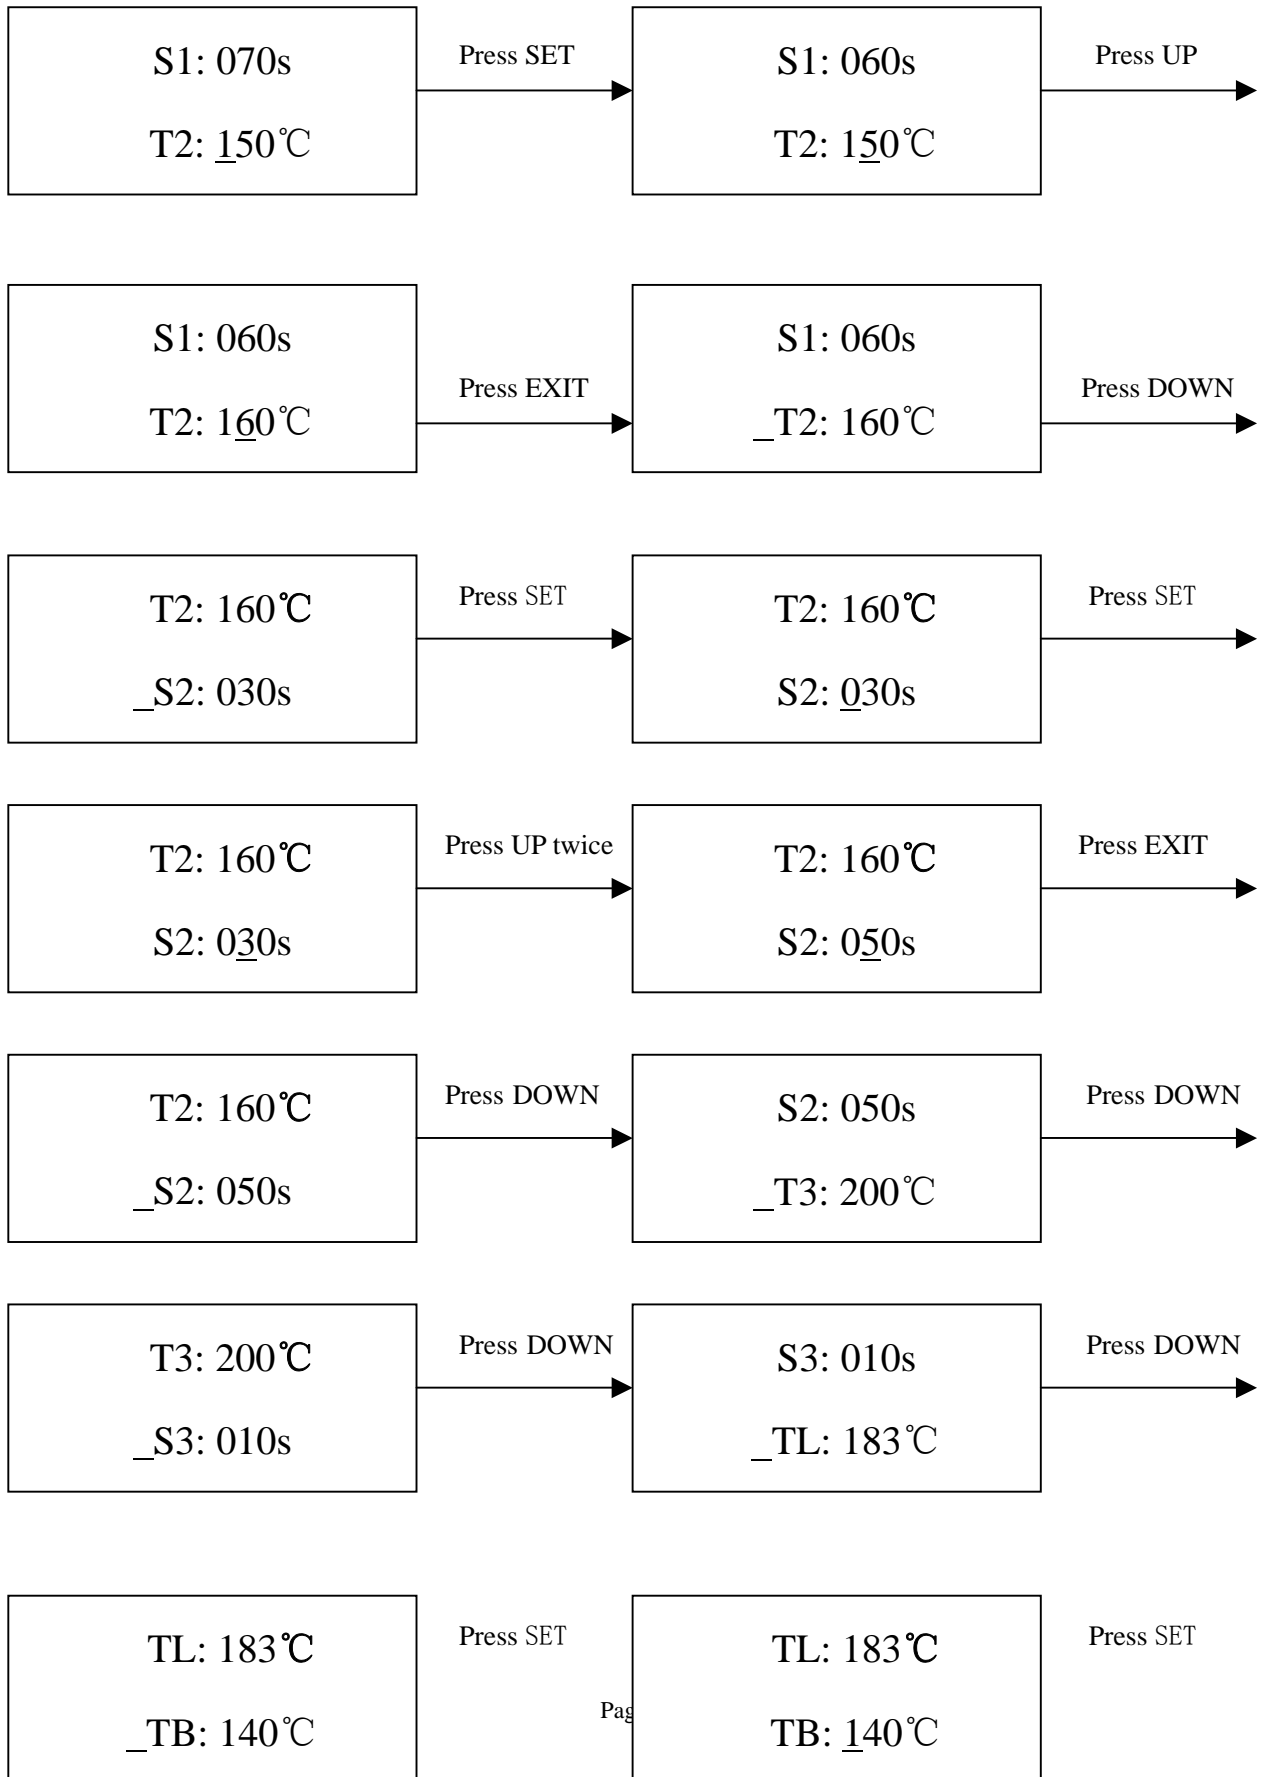 S1: 070s
Press SET
S1: 060s
Press UP
T2: 150℃
T2: 150℃
S1: 060s
S1: 060s
Press EXIT
Press DOWN
T2: 160℃
_T2: 160℃
T2: 160℃
Press SET
T2: 160℃
Press SET
_S2: 030s
S2: 030s
T2: 160℃
Press UP twice
T2: 160℃
Press EXIT
S2: 030s
S2: 050s
T2: 160℃
Press DOWN
S2: 050s
Press DOWN
_S2: 050s
_T3: 200℃
T3: 200℃
Press DOWN
S3: 010s
Press DOWN
_S3: 010s
_TL: 183℃
TL: 183℃
Press SET
TL: 183℃
Press SET
_TB: 140℃
TB: 140℃